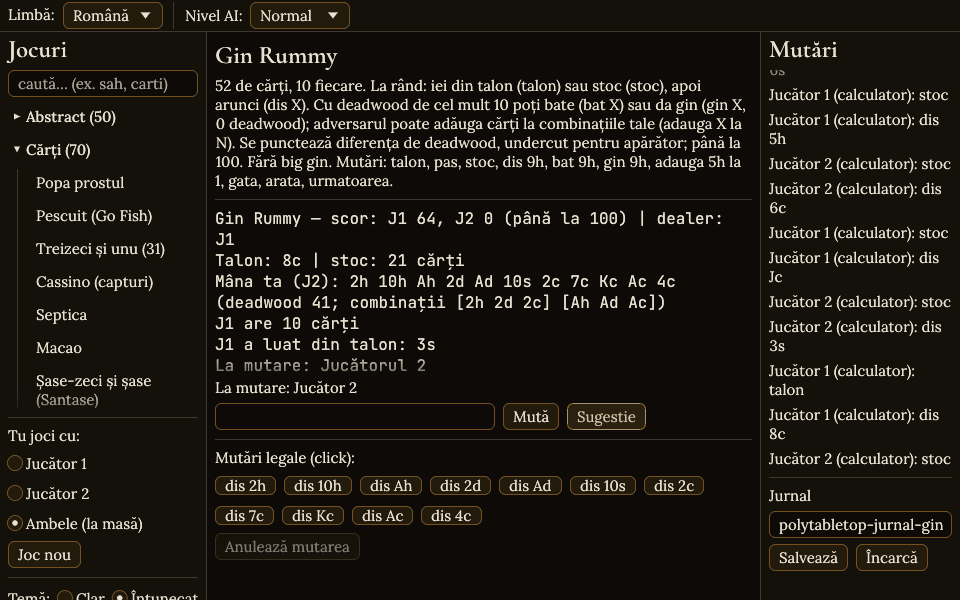 Limbă:
Română
Nivel AI:
Normal
Jocuri
caută... (ex. sah, carti)
Abstract (50)
Cărți (70)
Popa prostul
Pescuit (Go Fish)
Treizeci și unu (31)
Cassino (capturi)
Septica
Macao
Șase-zeci și șase
(Santase)
Tu joci cu:
Jucător 1
Jucător 2
Ambele (la masă)
Joc nou
Temă:
Clar
Întunecat
Gin Rummy
52 de cărți, 10 fiecare. La rând: iei din talon (talon) sau stoc (stoc), apoi
arunci (dis X). Cu deadwood de cel mult 10 poți bate (bat X) sau da gin (gin X,
0 deadwood); adversarul poate adăuga cărți la combinațiile tale (adauga X la
N). Se punctează diferența de deadwood, undercut pentru apărător; până la
100. Fără big gin. Mutări: talon, pas, stoc, dis 9h, bat 9h, gin 9h, adauga 5h la
1, gata, arata, urmatoarea.
Gin Rummy — scor: J1 64, J2 0 (până la 100) | dealer:
J1
Talon: 8c | stoc: 21 cărți
Mâna ta (J2): 2h 10h Ah 2d Ad 10s 2c 7c Kc Ac 4c
(deadwood 41; combinații [2h 2d 2c] [Ah Ad Ac])
J1 are 10 cărți
J1 a luat din talon: 3s
La mutare: Jucătorul 2
La mutare: Jucător 2
Mută
Sugestie
Mutări legale (click):
dis 2h
dis 10h
dis Ah
dis 2d
dis Ad
dis 10s
dis 2c
dis 7c
dis Kc
dis Ac
dis 4c
Anulează mutarea
Mutări
Jucător 1 (calculator): stoc
Jucător 1 (calculator): dis
5h
Jucător 2 (calculator): stoc
Jucător 2 (calculator): dis
6c
Jucător 1 (calculator): stoc
Jucător 1 (calculator): dis
Jc
Jucător 2 (calculator): stoc
Jucător 2 (calculator): dis
3s
Jucător 1 (calculator):
talon
Jucător 1 (calculator): dis
8c
Jucător 2 (calculator): stoc
Jurnal
polytabletop-jurnal-gin
Salvează
Încarcă